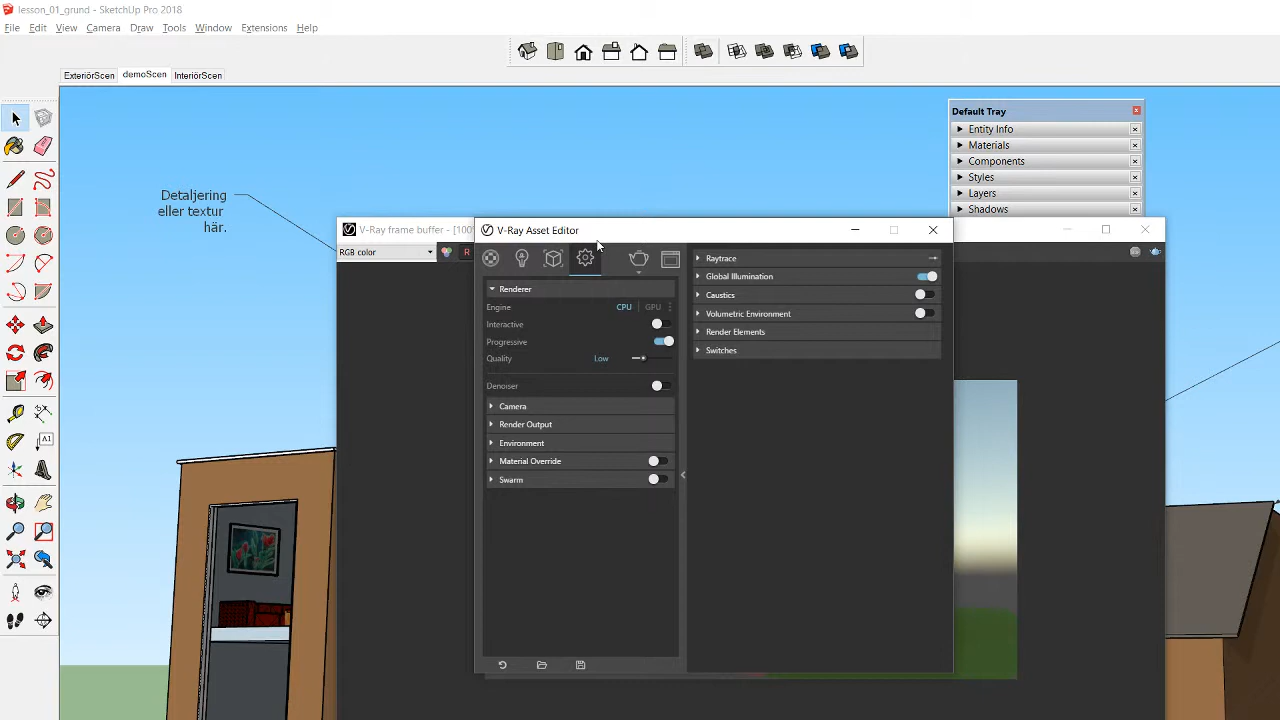 lesson_01_grund - SketchUp Pro 2018
File Edit View Camera Draw Tools Window Extensions Help
ExteriörScen demoScen InteriörScen
Default Tray
Entity Info
Materials
Components
Styles
Layers
Shadows
Detaljering
eller textur
här.
V-Ray frame buffer - [100%
RGB color
R
V-Ray Asset Editor
Renderer
Engine CPU GPU
Interactive
Progressive
Quality Low
Denoiser
Camera
Render Output
Environment
Material Override
Swarm
Raytrace
Global Illumination
Caustics
Volumetric Environment
Render Elements
Switches
A1